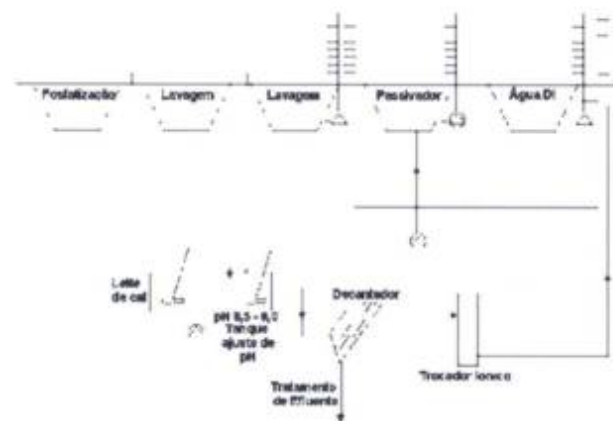 Fosfatização
Lavagem
Lavagem
Passivador
Água DI
Leite
de cal
pH 8,5 - 9,0
Tanque
ajuste de
pH
Decantador
Trocador Iônico
Tratamento
de Efluente